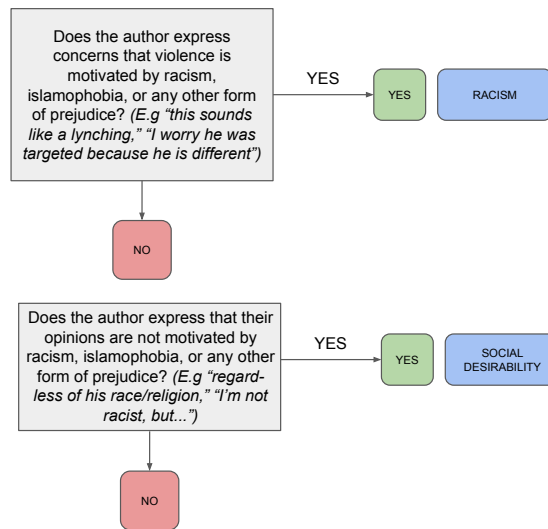 Does the author express
concerns that violence is
motivated by racism,
islamophobia, or any other form
of prejudice? (E.g “this sounds
like a lynching,” “I worry he was
targeted because he is different”)
YES
YES
RACISM
NO
Does the author express that their
opinions are not motivated by
racism, islamophobia, or any other
form of prejudice? (E.g “regard-
less of his race/religion,” “I’m not
racist, but...”)
YES
YES
SOCIAL
DESIRABILITY
NO